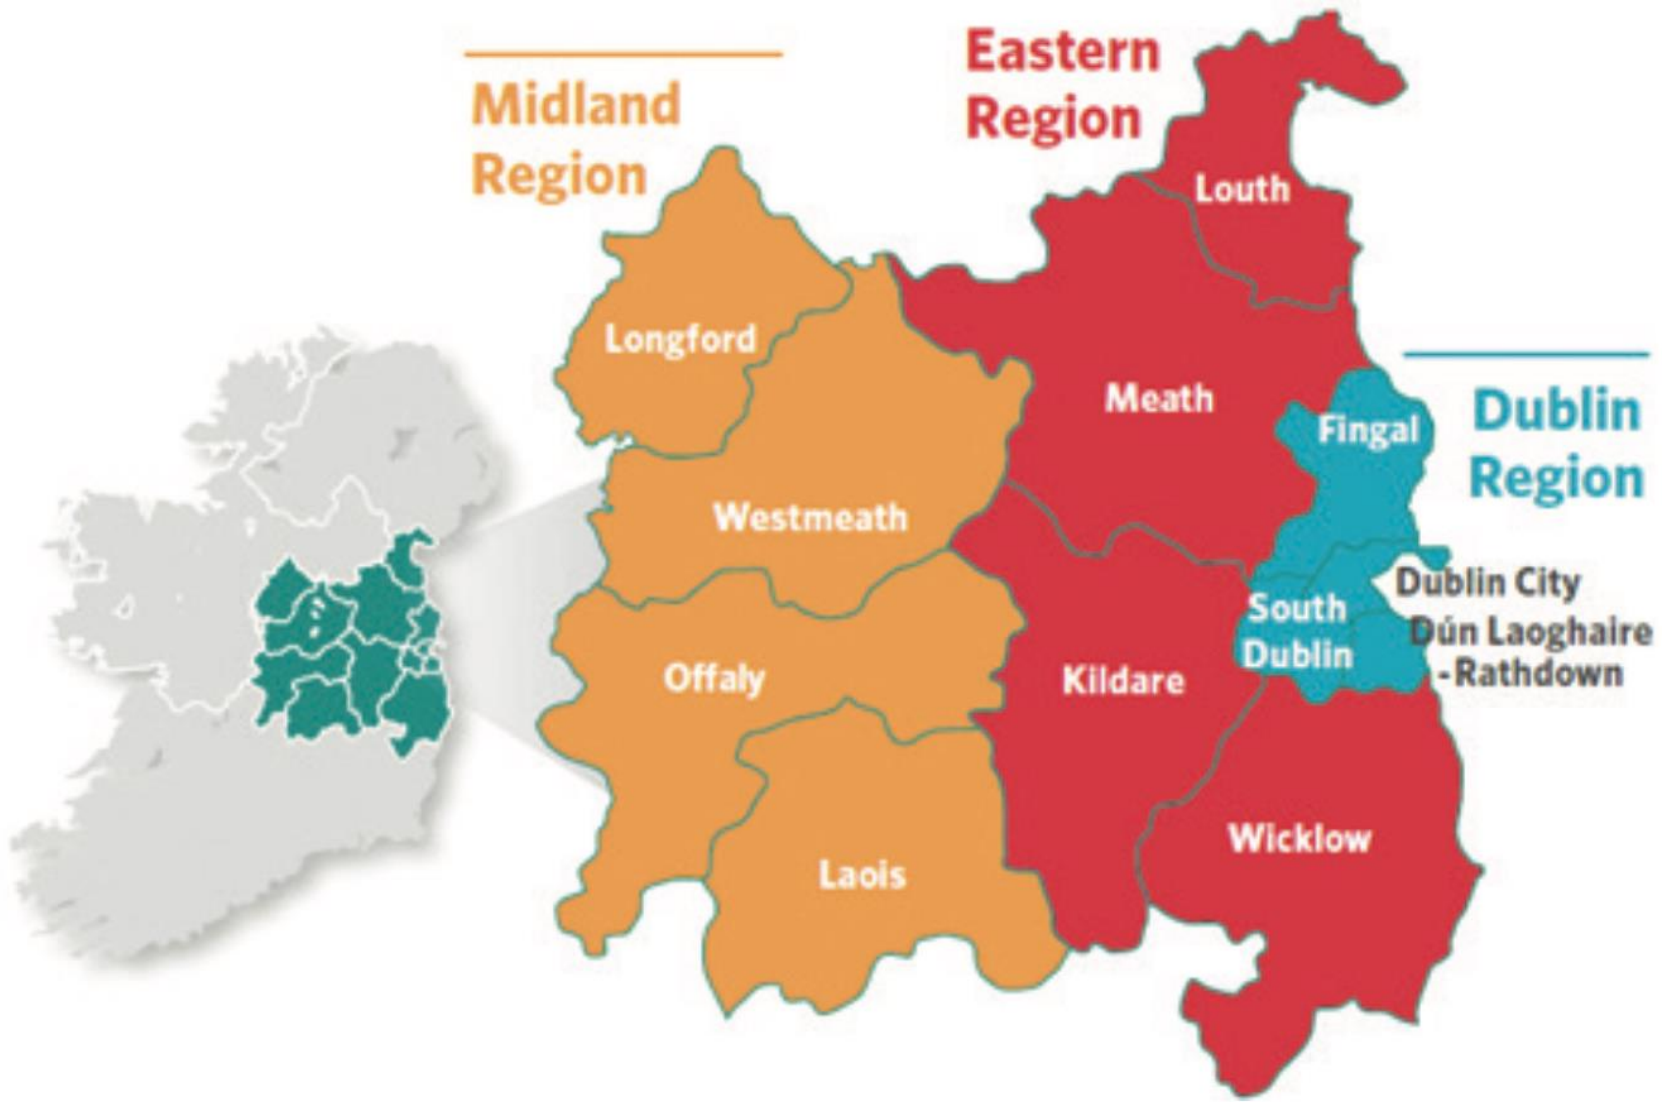 Midland
Region
Eastern
Region
Louth
Longford
Meath
Fingal
Dublin
Region
Westmeath
Dublin City
South
Dublin
Dún Laoghaire
-Rathdown
Offaly
Kildare
Wicklow
Laois